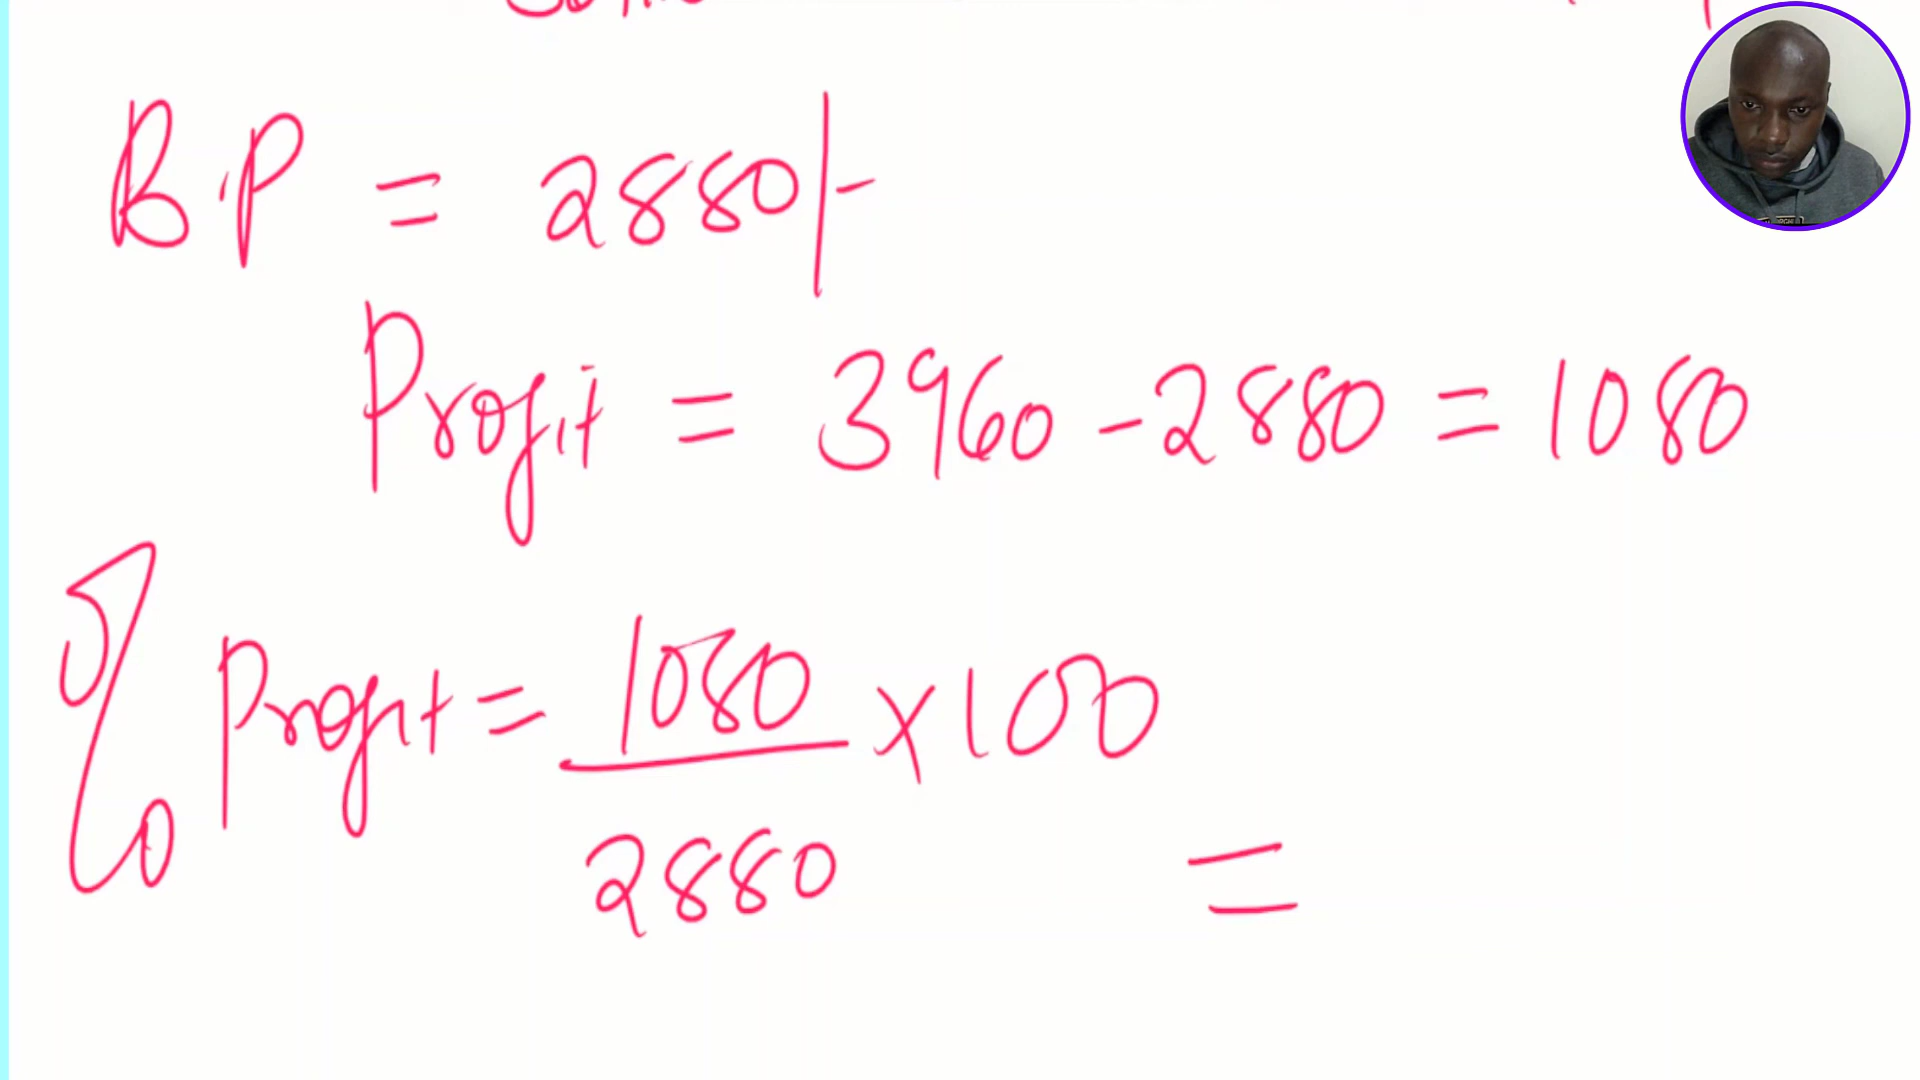 B.P = 2880/-
Profit = 3960 - 2880 = 1080
% Profit = 1080/2880 x 100
=